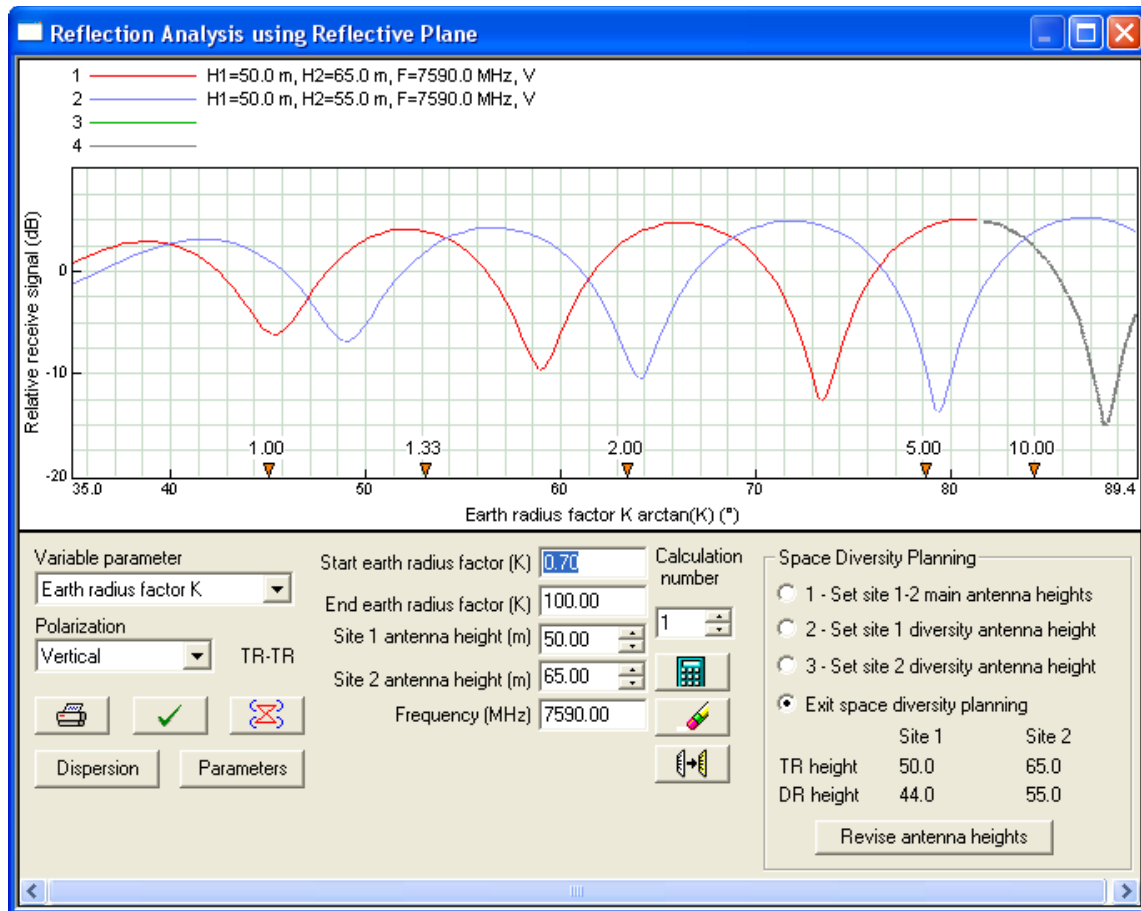 Reflection Analysis using Reflective Plane
1 H1=50.0 m, H2=65.0 m, F=7590.0 MHz, V
2 H1=50.0 m, H2=55.0 m, F=7590.0 MHz, V
3
4
Relative receive signal (dB)
0
-10
-20
1.00 1.33 2.00 5.00 10.00
35.0 40 50 60 70 80 89.4
Earth radius factor K arctan(K) (°)
Variable parameter
Earth radius factor K
Polarization
Vertical TR-TR
Dispersion Parameters
Start earth radius factor (K) 0.70
End earth radius factor (K) 100.00
Site 1 antenna height (m) 50.00
Site 2 antenna height (m) 65.00
Frequency (MHz) 7590.00
Calculation
number
1
Space Diversity Planning
1 - Set site 1-2 main antenna heights
2 - Set site 1 diversity antenna height
3 - Set site 2 diversity antenna height
Exit space diversity planning
Site 1 Site 2
TR height 50.0 65.0
DR height 44.0 55.0
Revise antenna heights